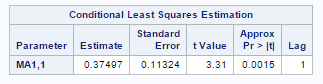 Conditional Least Squares Estimation
Parameter Estimate Standard Error t Value Approx Pr > |t| Lag
MA1,1 0.37497 0.11324 3.31 0.0015 1